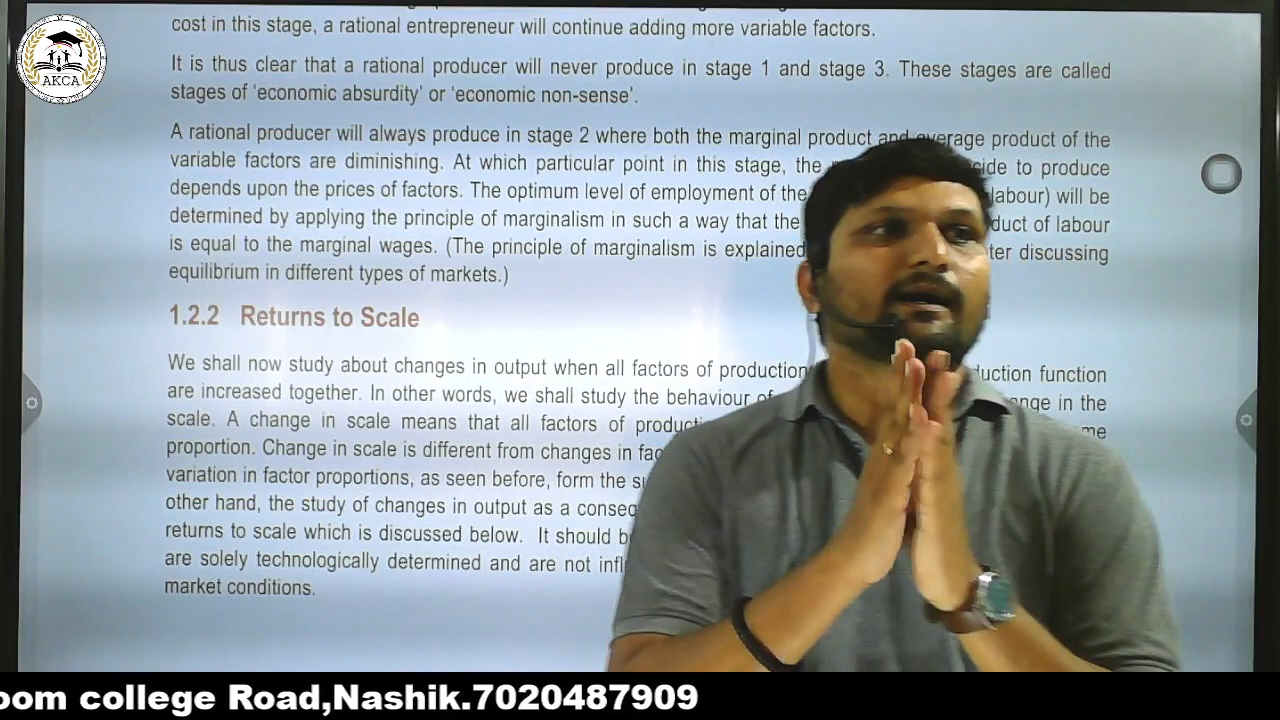 AKCA
cost in this stage, a rational entrepreneur will continue adding more variable factors.
It is thus clear that a rational producer will never produce in stage 1 and stage 3. These stages are called
stages of 'economic absurdity' or 'economic non-sense'.
A rational producer will always produce in stage 2 where both the marginal product and average product of the
variable factors are diminishing. At which particular point in this stage, the cide to produce
depends upon the prices of factors. The optimum level of employment of the labour) will be
determined by applying the principle of marginalism in such a way that the duct of labour
is equal to the marginal wages. (The principle of marginalism is explained ter discussing
equilibrium in different types of markets.)
1.2.2 Returns to Scale
We shall now study about changes in output when all factors of production duction function
are increased together. In other words, we shall study the behaviour of nge in the
scale. A change in scale means that all factors of producti me
proportion. Change in scale is different from changes in fac
variation in factor proportions, as seen before, form the su
other hand, the study of changes in output as a conseq
returns to scale which is discussed below. It should b
are solely technologically determined and are not infl
market conditions.
oom college Road,Nashik.7020487909